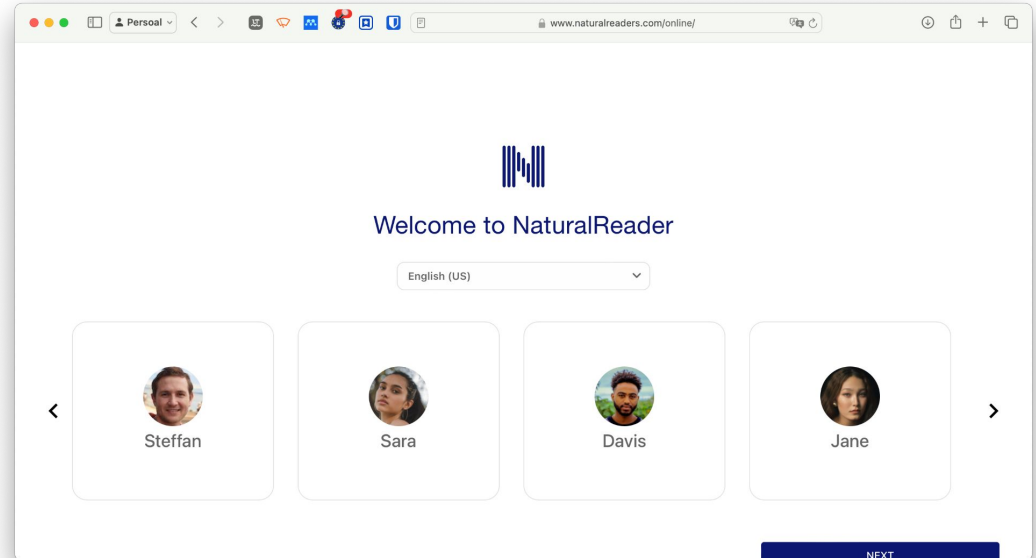 Persoal
www.naturalreaders.com/online/
Welcome to NaturalReader
English (US)
Steffan
Sara
Davis
Jane
NEXT